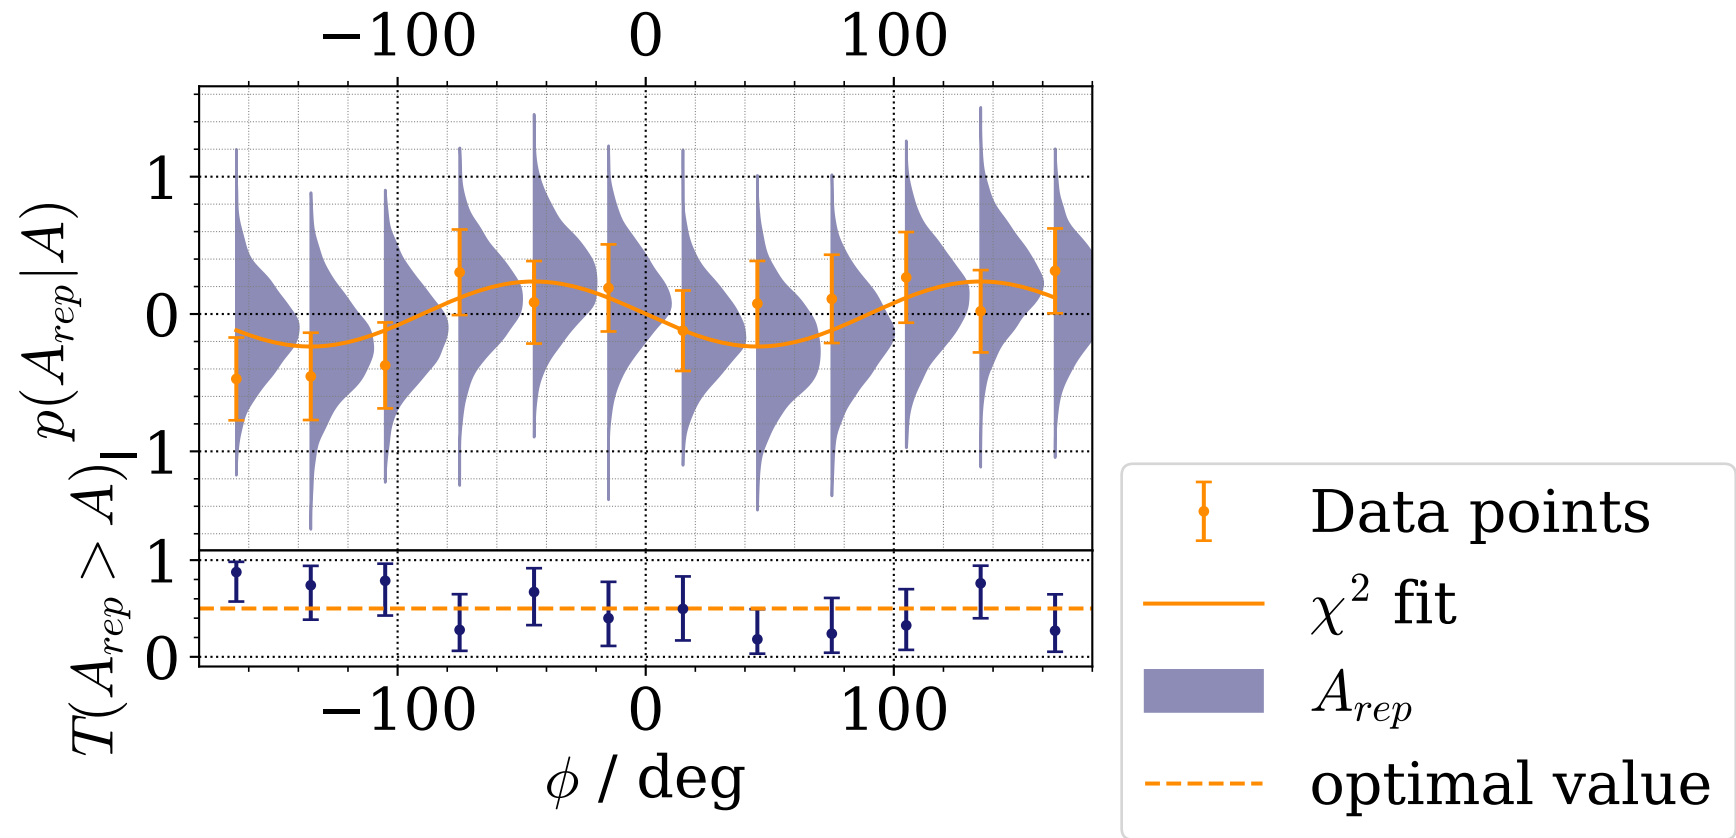 −100 0 100
p(A_rep|A)
1
0
−1
T(A_rep > A)
1
0
−100 0 100
ϕ / deg
Data points
χ² fit
A_rep
optimal value